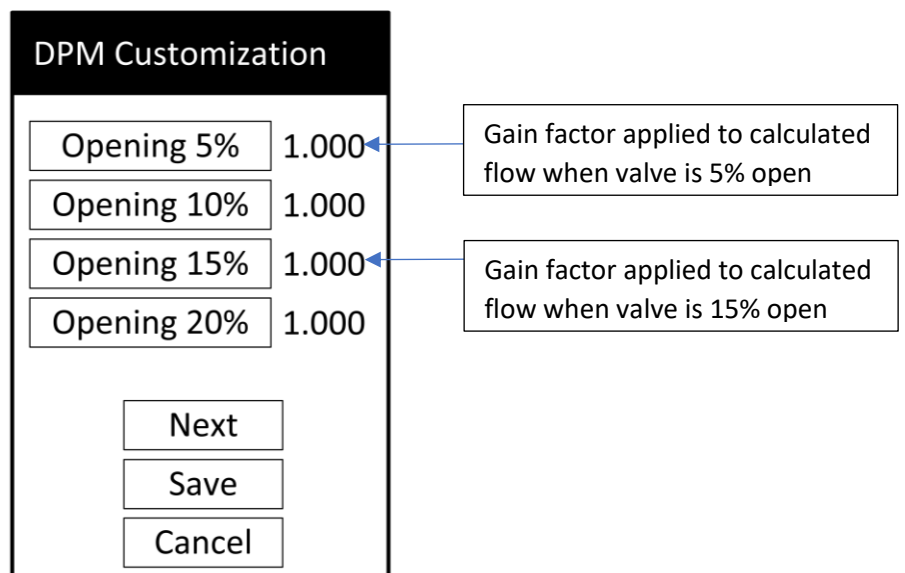 DPM Customization
Opening 5% 1.000
Gain factor applied to calculated
flow when valve is 5% open
Opening 10% 1.000
Opening 15% 1.000
Gain factor applied to calculated
flow when valve is 15% open
Opening 20% 1.000
Next
Save
Cancel